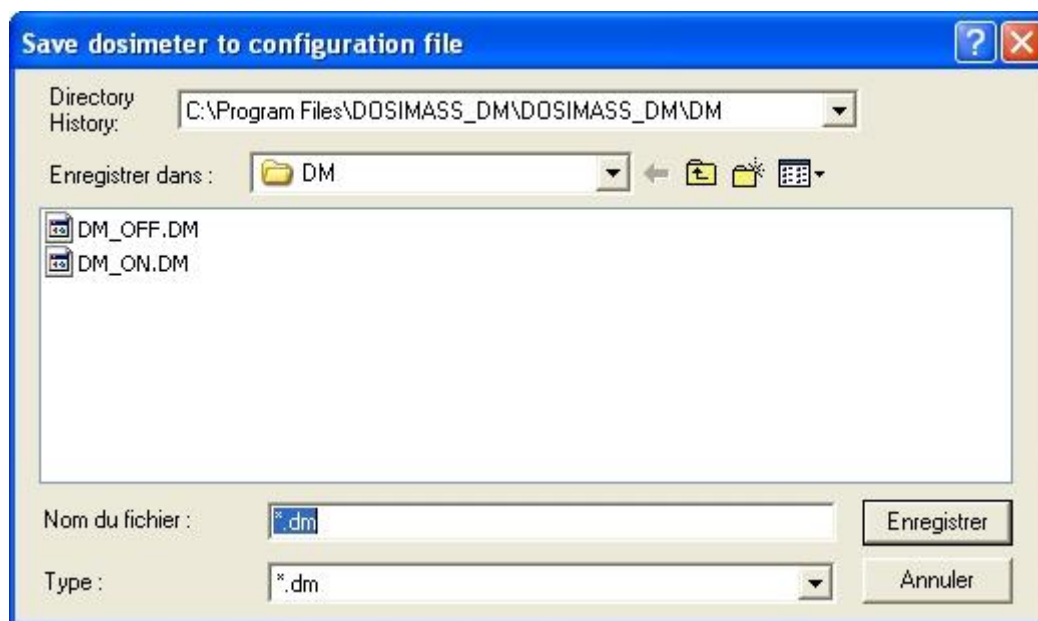 Save dosimeter to configuration file
Directory
History:
C:\Program Files\DOSIMASS_DM\DOSIMASS_DM\DM
Enregistrer dans :
DM
DM_OFF.DM
DM_ON.DM
Nom du fichier :
*.dm
Enregistrer
Type :
*.dm
Annuler